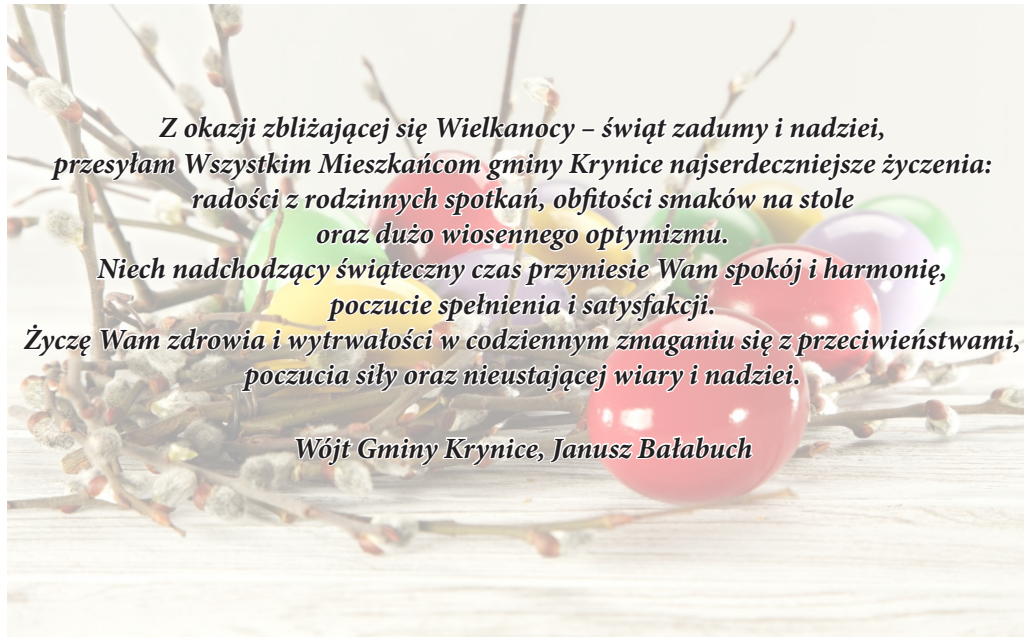 Z okazji zbliżającej się Wielkanocy – świąt zadumy i nadziei,
przesyłam Wszystkim Mieszkańcom gminy Krynice najserdeczniejsze życzenia:
radości z rodzinnych spotkań, obfitości smaków na stole
oraz dużo wiosennego optymizmu.
Niech nadchodzący świąteczny czas przyniesie Wam spokój i harmonię,
poczucie spełnienia i satysfakcji.
Życzę Wam zdrowia i wytrwałości w codziennym zmaganiu się z przeciwieństwami,
poczucia siły oraz nieustającej wiary i nadziei.
Wójt Gminy Krynice, Janusz Bałabuch